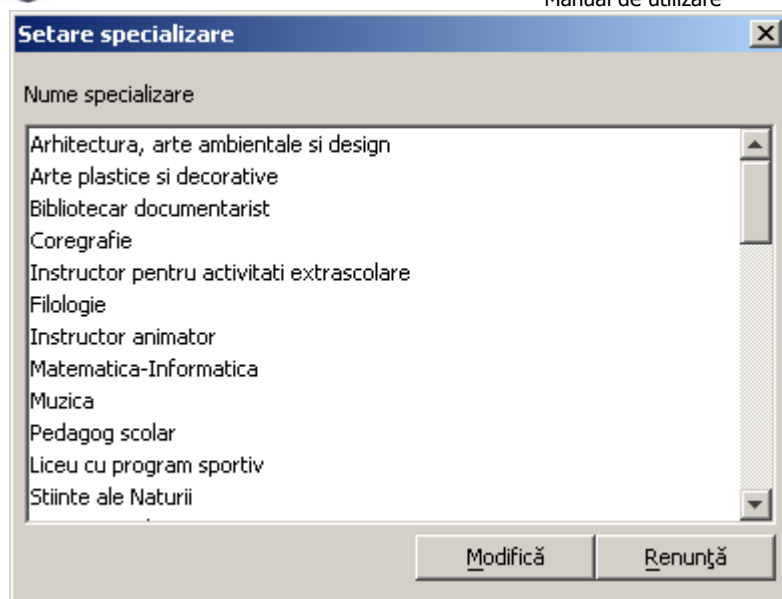 Manual de utilizare
Setare specializare
Nume specializare
Arhitectura, arte ambientale si design
Arte plastice si decorative
Bibliotecar documentarist
Coregrafie
Instructor pentru activitati extrascolare
Filologie
Instructor animator
Matematica-Informatica
Muzica
Pedagog scolar
Liceu cu program sportiv
Stiinte ale Naturii
Modifică Renunţă